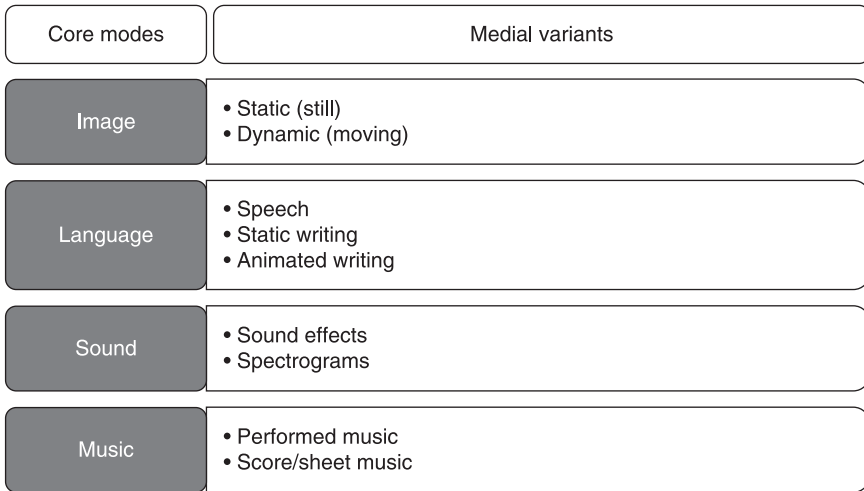 Core modes
Medial variants
Image
• Static (still)
• Dynamic (moving)
Language
• Speech
• Static writing
• Animated writing
Sound
• Sound effects
• Spectrograms
Music
• Performed music
• Score/sheet music